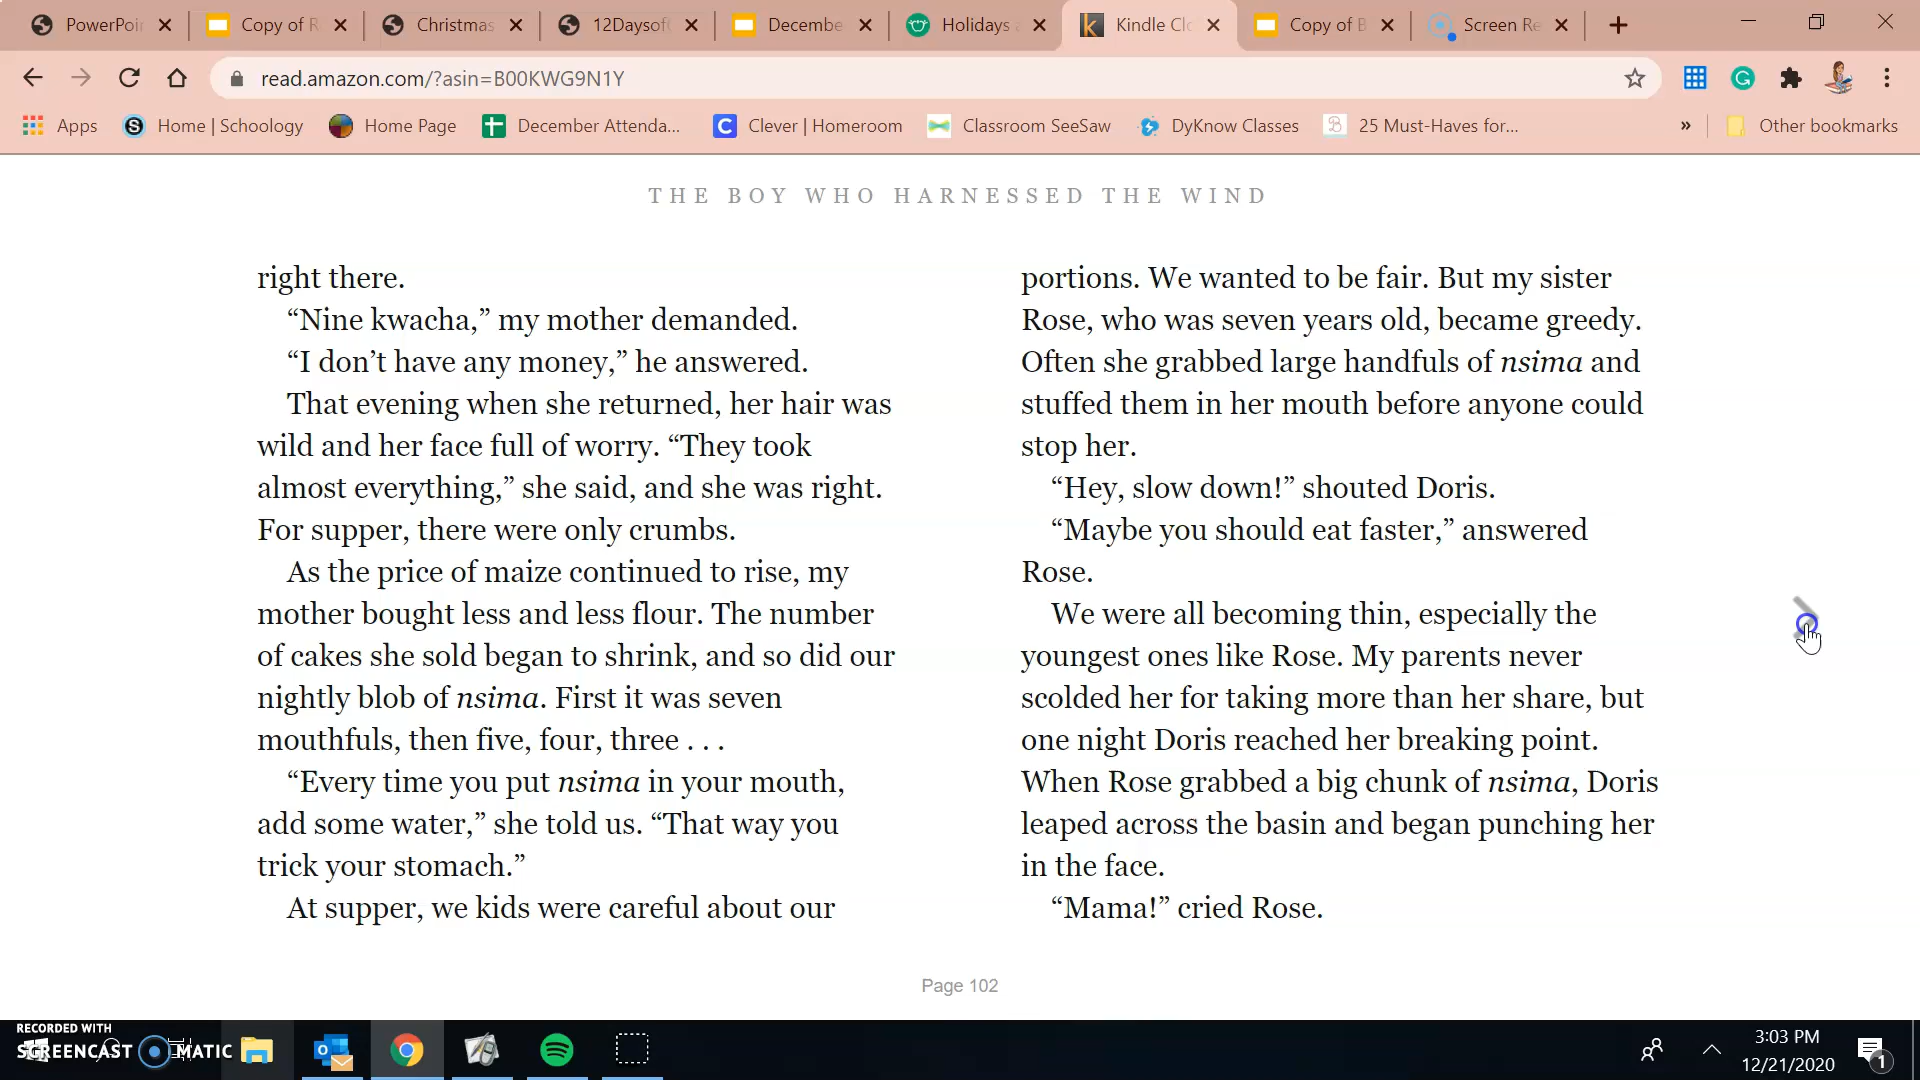 PowerPoi
Copy of R
Christmas
12Daysof
Decembe
Holidays
Kindle Clo
Copy of B
Screen Re
read.amazon.com/?asin=B00KWG9N1Y
Apps
Home | Schoology
Home Page
December Attenda...
Clever | Homeroom
Classroom SeeSaw
DyKnow Classes
25 Must-Haves for...
»
Other bookmarks
THE BOY WHO HARNESSED THE WIND
right there.
“Nine kwacha,” my mother demanded.
“I don’t have any money,” he answered.
That evening when she returned, her hair was
wild and her face full of worry. “They took
almost everything,” she said, and she was right.
For supper, there were only crumbs.
As the price of maize continued to rise, my
mother bought less and less flour. The number
of cakes she sold began to shrink, and so did our
nightly blob of nsima. First it was seven
mouthfuls, then five, four, three . . .
“Every time you put nsima in your mouth,
add some water,” she told us. “That way you
trick your stomach.”
At supper, we kids were careful about our
portions. We wanted to be fair. But my sister
Rose, who was seven years old, became greedy.
Often she grabbed large handfuls of nsima and
stuffed them in her mouth before anyone could
stop her.
“Hey, slow down!” shouted Doris.
“Maybe you should eat faster,” answered
Rose.
We were all becoming thin, especially the
youngest ones like Rose. My parents never
scolded her for taking more than her share, but
one night Doris reached her breaking point.
When Rose grabbed a big chunk of nsima, Doris
leaped across the basin and began punching her
in the face.
“Mama!” cried Rose.
Page 102
RECORDED WITH
SCREENCAST MATIC
3:03 PM
12/21/2020
1